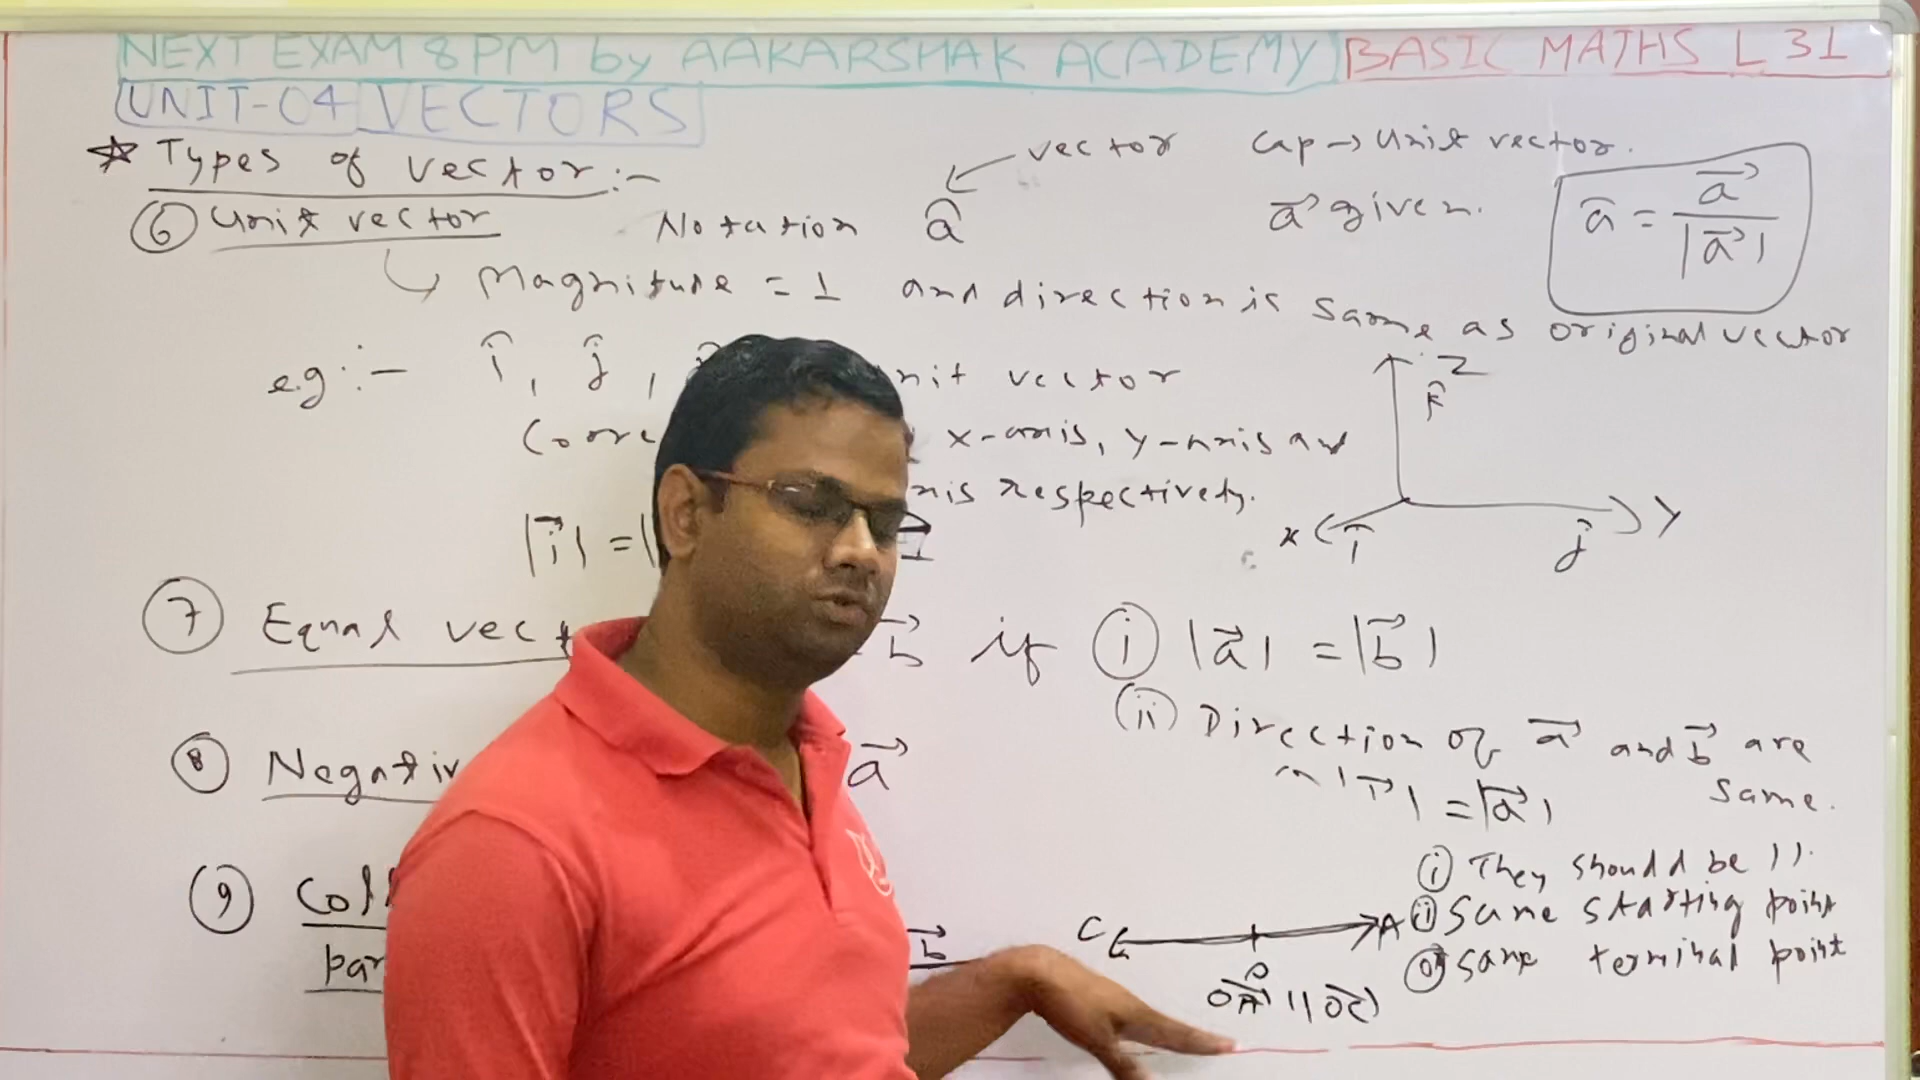 NEXT EXAM 8PM by AAKARSHAK ACADEMY BASIC MATHS L 31
UNIT-04 VECTORS
☆ Types of vector:-
vector cap → unit vector.
⑥ unit vector Notation â a⃗ given. â = a⃗ / |a⃗|
↳ Magnitude = 1 and direction is same as original vector
eg:- î, ĵ, unit vector
x-axis, y-axis and
respectively.
|i⃗| =
Z k̂
X î ĵ Y
⑦ Equal b⃗ if ⓘ |a⃗| = |b⃗|
(ii) Direction of a⃗ and b⃗ are
same.
⑧ a⃗ = |a⃗|
⑨ b⃗
(i) They should be ||.
(ii) Same starting point
or same terminal point
C O A
OA⃗ || OC⃗